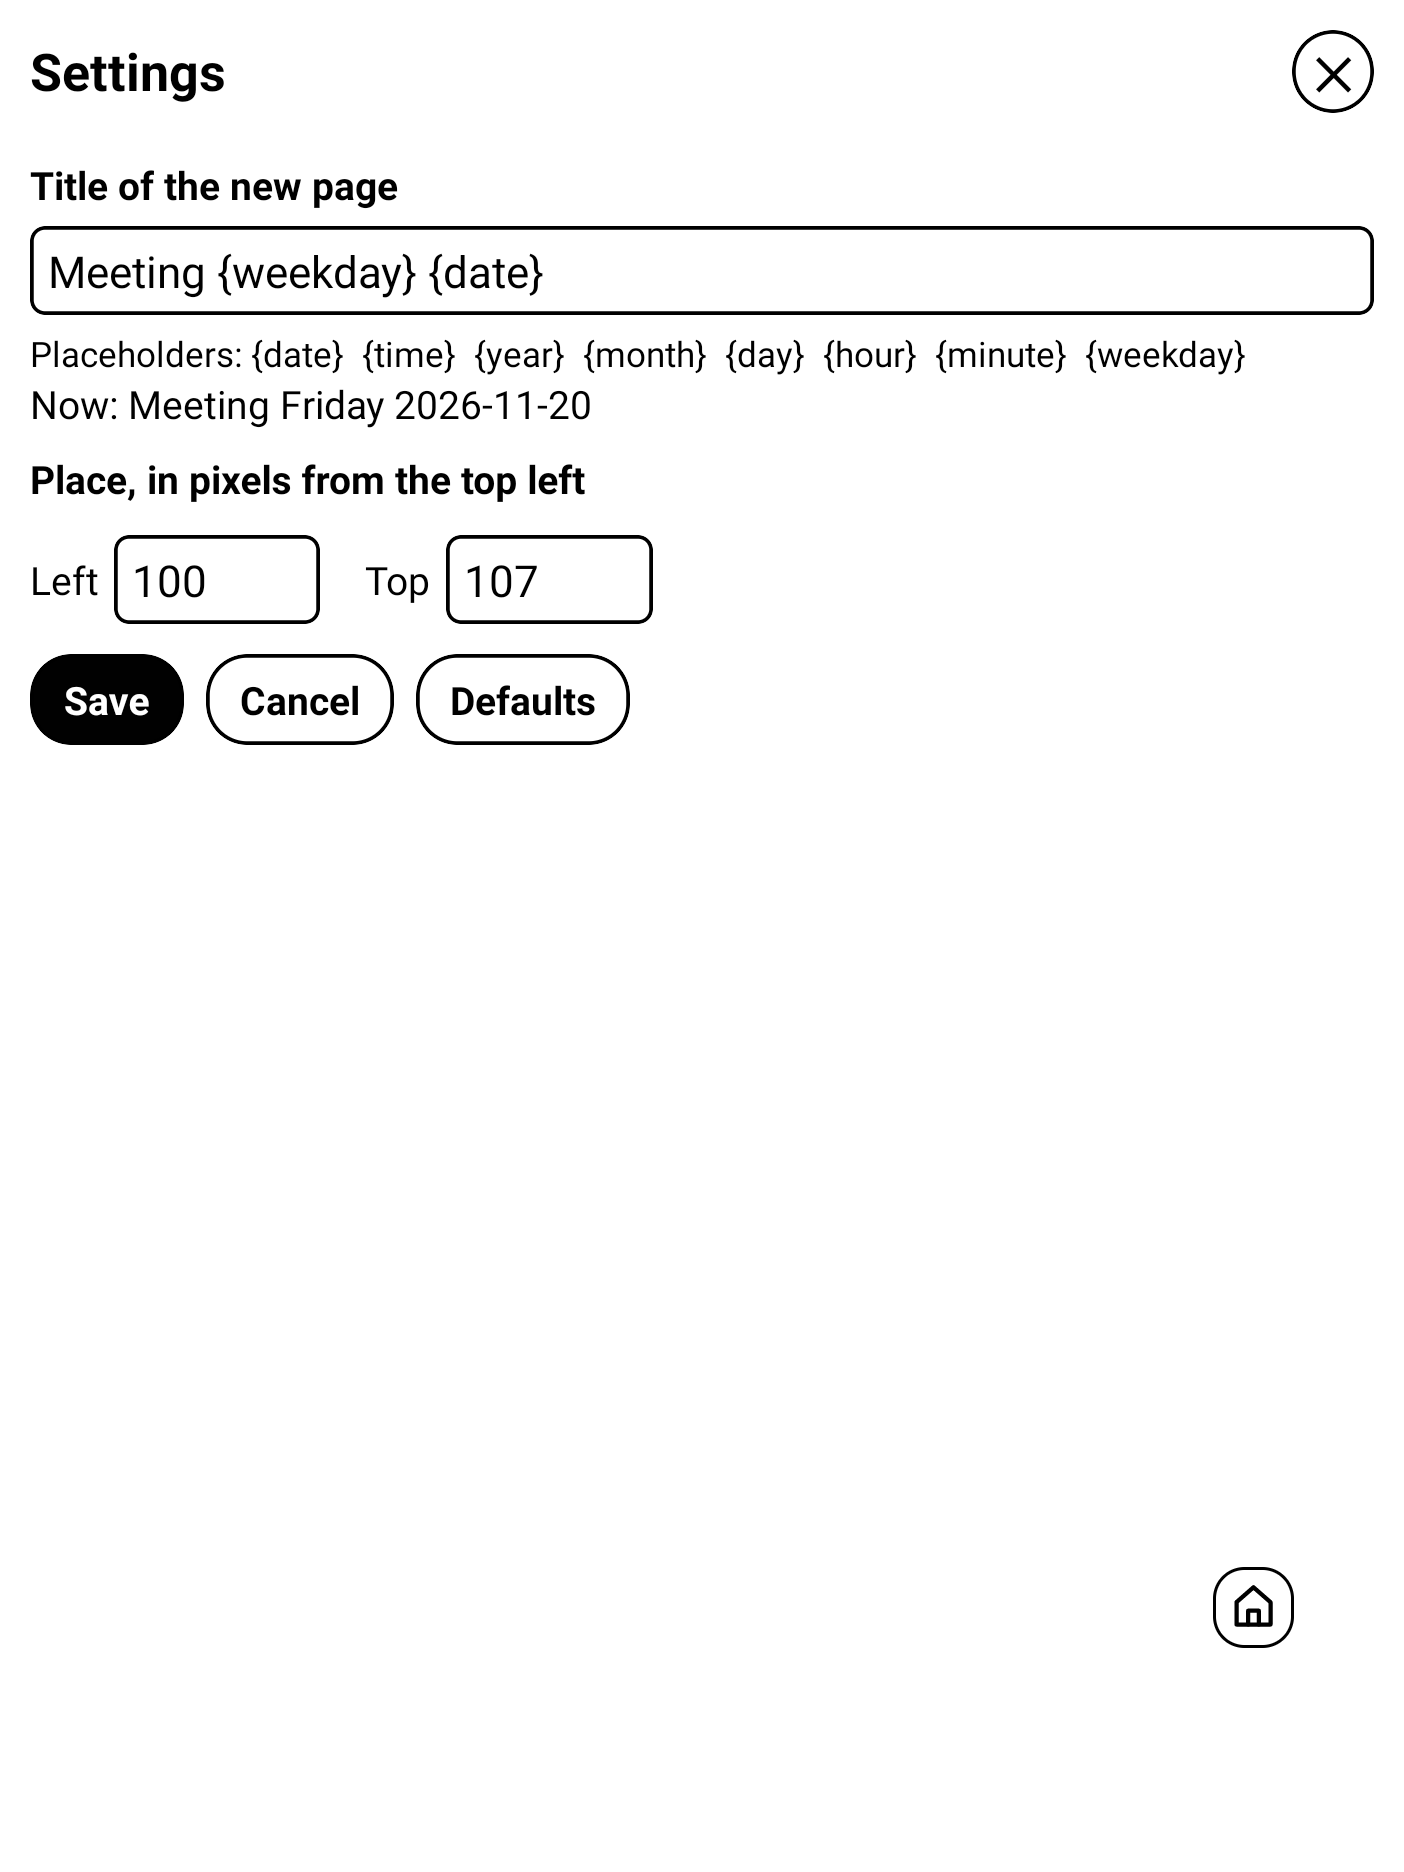 Settings
Title of the new page
Meeting {weekday} {date}
Placeholders: {date} {time} {year} {month} {day} {hour} {minute} {weekday}
Now: Meeting Friday 2026-11-20
Place, in pixels from the top left
Left 100 Top 107
Save Cancel Defaults